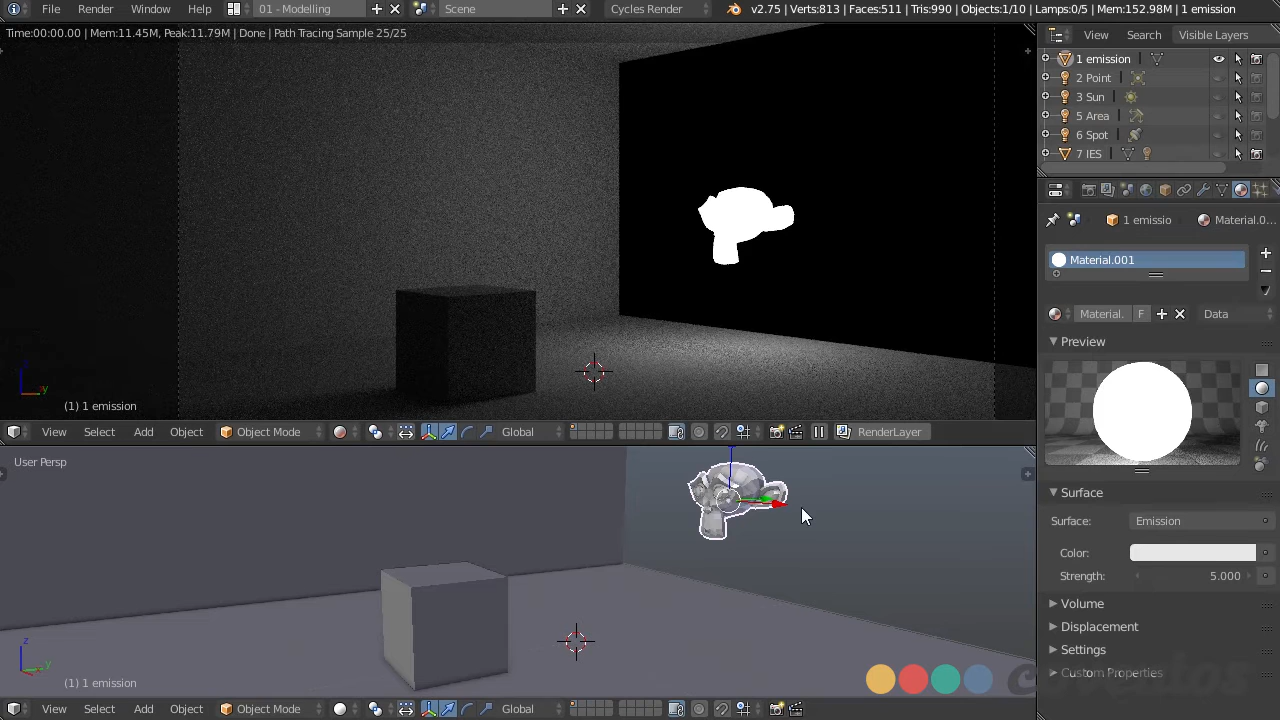 File Render Window Help 01 - Modelling Scene Cycles Render v2.75 | Verts:813 | Faces:511 | Tris:990 | Objects:1/10 | Lamps:0/5 | Mem:152.98M | 1 emission
Time:00:00.00 | Mem:11.45M, Peak:11.79M | Done | Path Tracing Sample 25/25
View Search Visible Layers
1 emission
2 Point
3 Sun
5 Area
6 Spot
7 IES
1 emissio Material.0...
Material.001
Material. F Data
Preview
z
y
(1) 1 emission
View Select Add Object Object Mode Global RenderLayer
User Persp
Surface
Surface: Emission
Color:
Strength: 5.000
Volume
Displacement
Settings
Custom Properties
z
y
(1) 1 emission
View Select Add Object Object Mode Global